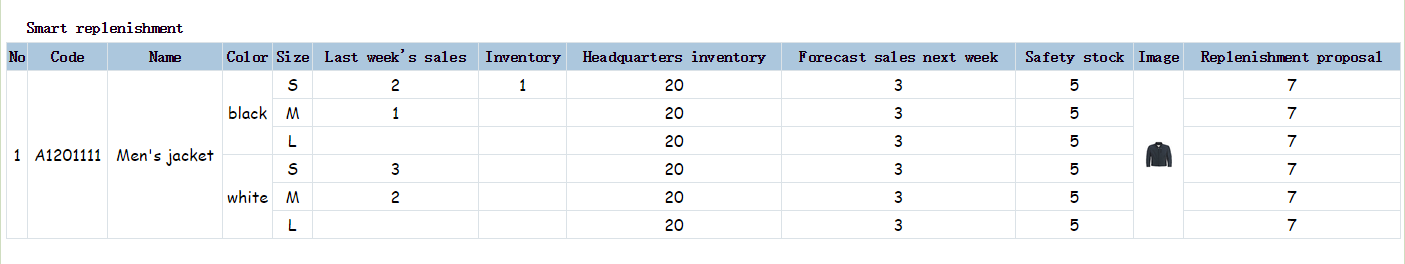 Smart replenishment
No Code Name Color Size Last week's sales Inventory Headquarters inventory Forecast sales next week Safety stock Image Replenishment proposal
S 2 1 20 3 5 7
black M 1 20 3 5 7
L 20 3 5 7
1 A1201111 Men's jacket
S 3 20 3 5 7
white M 2 20 3 5 7
L 20 3 5 7